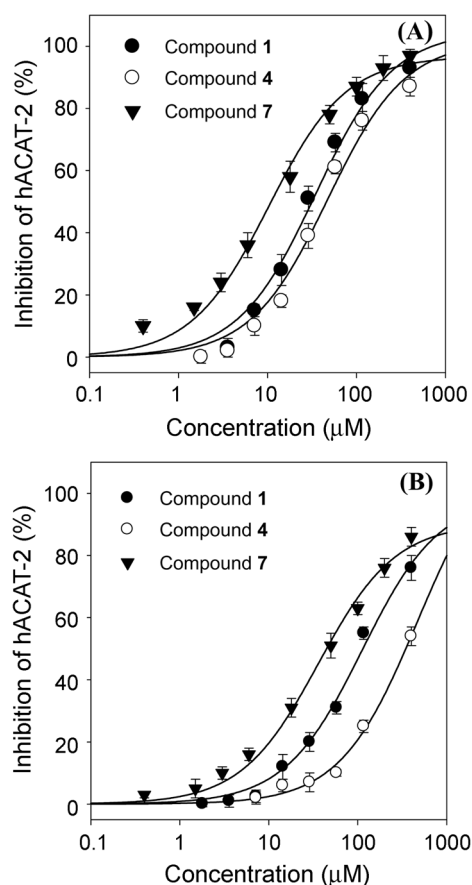 (A)
Compound 1
Compound 4
Compound 7
Inhibition of hACAT-2 (%)
100
80
60
40
20
0
0.1 1 10 100 1000
Concentration (μM)
(B)
Compound 1
Compound 4
Compound 7
Inhibition of hACAT-2 (%)
100
80
60
40
20
0
0.1 1 10 100 1000
Concentration (μM)